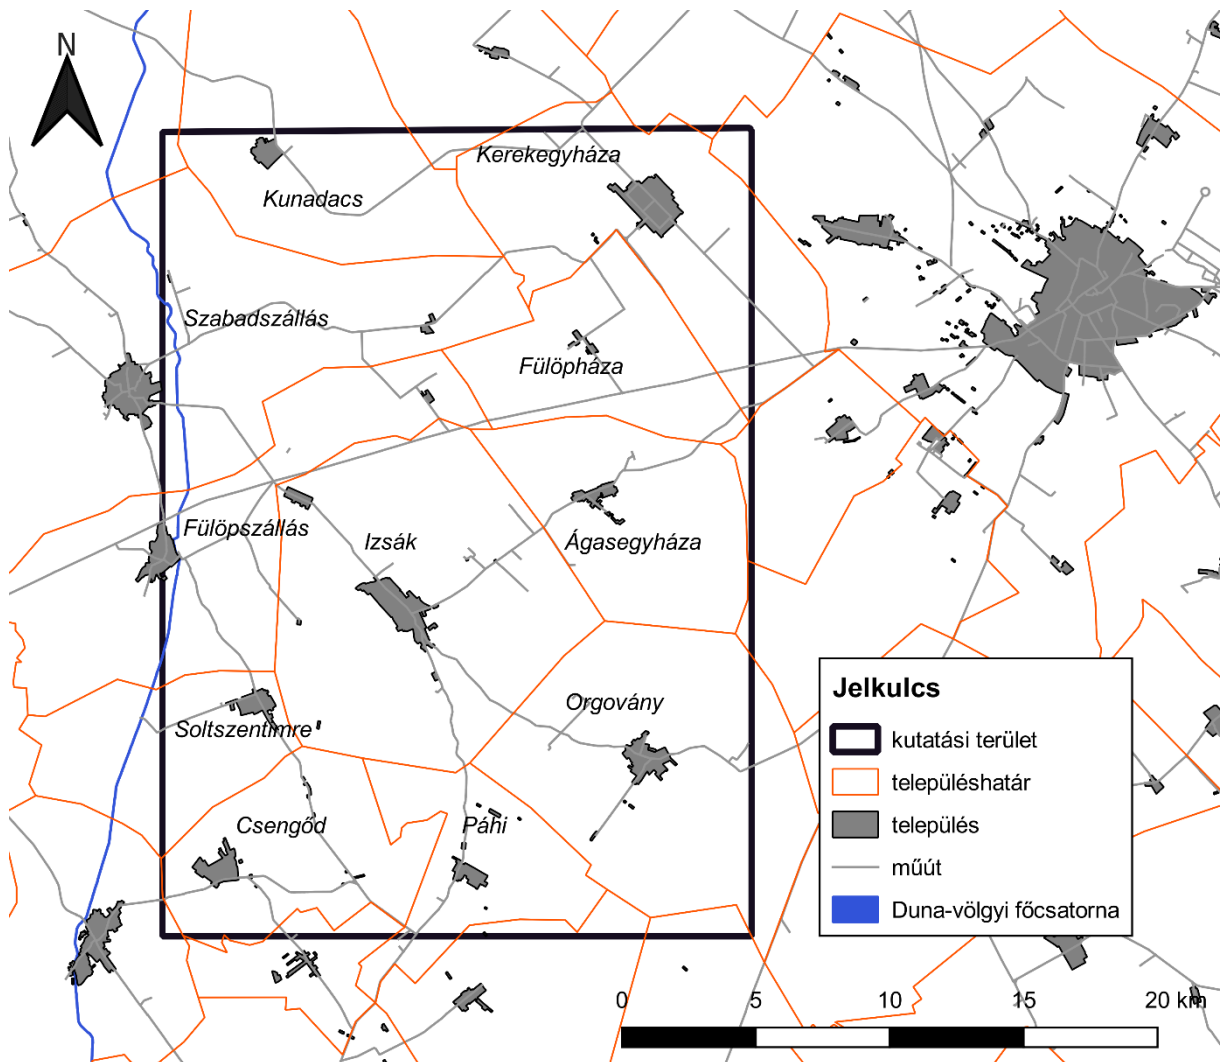 N
Kerekegyháza
Kunadacs
Szabadszállás
Fülöpháza
Fülöpszállás
Izsák
Ágasegyháza
Orgovány
Soltszentimre
Csengőd
Páhi
Jelkulcs
kutatási terület
településhatár
település
műút
Duna-völgyi főcsatorna
0 5 10 15 20 km